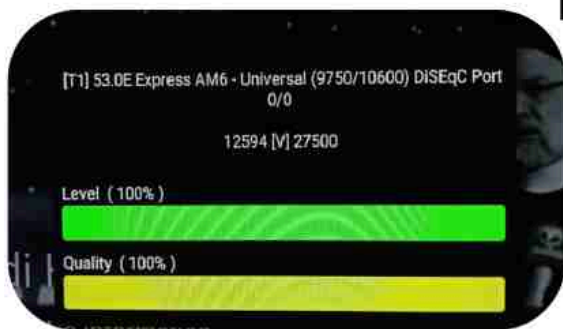 [T1] 53.0E Express AM6 - Universal (9750/10600) DiSEqC Port
0/0
12594 [V] 27500
Level ( 100% )
Quality ( 100% )